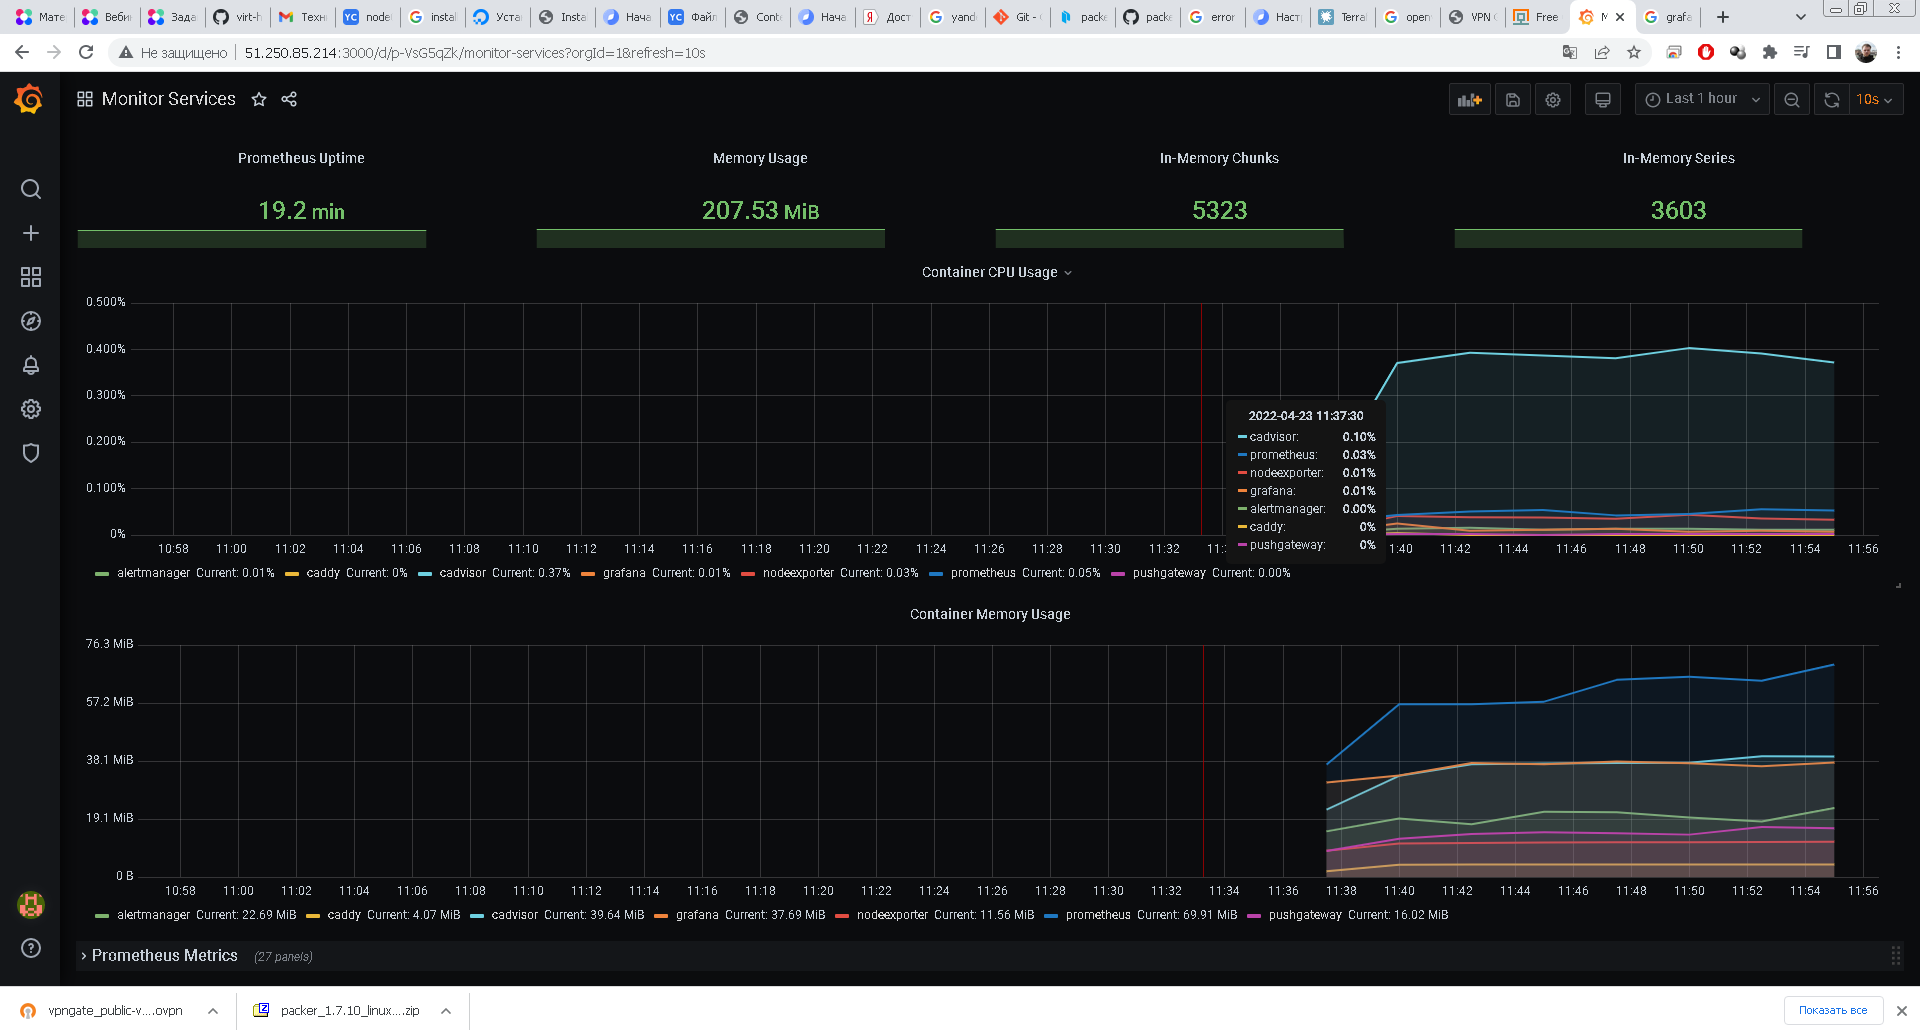 Мате
Веби
Зада
virt-h
Техн
node
instal
Уста
Insta
Нача
Файл
Conte
Нача
Дост
yand
Git -
packe
packe
error
Наст
Terra
open
VPN
Free
grafa
Не защищено
51.250.85.214:3000/d/p-VsG5qZk/monitor-services?orgId=1&refresh=10s
Monitor Services
Last 1 hour
10s
Prometheus Uptime
Memory Usage
In-Memory Chunks
In-Memory Series
19.2 min
207.53 MiB
5323
3603
Container CPU Usage
0.500%
0.400%
0.300%
0.200%
0.100%
0%
2022-04-23 11:37:30
cadvisor: 0.10%
prometheus: 0.03%
nodeexporter: 0.01%
grafana: 0.01%
alertmanager: 0.00%
caddy: 0%
pushgateway: 0%
10:58 11:00 11:02 11:04 11:06 11:08 11:10 11:12 11:14 11:16 11:18 11:20 11:22 11:24 11:26 11:28 11:30 11:32 11:34 11: 11:40 11:42 11:44 11:46 11:48 11:50 11:52 11:54 11:56
alertmanager Current: 0.01% caddy Current: 0% cadvisor Current: 0.37% grafana Current: 0.01% nodeexporter Current: 0.03% prometheus Current: 0.05% pushgateway Current: 0.00%
Container Memory Usage
76.3 MiB
57.2 MiB
38.1 MiB
19.1 MiB
0 B
10:58 11:00 11:02 11:04 11:06 11:08 11:10 11:12 11:14 11:16 11:18 11:20 11:22 11:24 11:26 11:28 11:30 11:32 11:34 11:36 11:38 11:40 11:42 11:44 11:46 11:48 11:50 11:52 11:54 11:56
alertmanager Current: 22.69 MiB caddy Current: 4.07 MiB cadvisor Current: 39.64 MiB grafana Current: 37.69 MiB nodeexporter Current: 11.56 MiB prometheus Current: 69.91 MiB pushgateway Current: 16.02 MiB
Prometheus Metrics (27 panels)
vpngate_public-v....ovpn
packer_1.7.10_linux....zip
Показать все